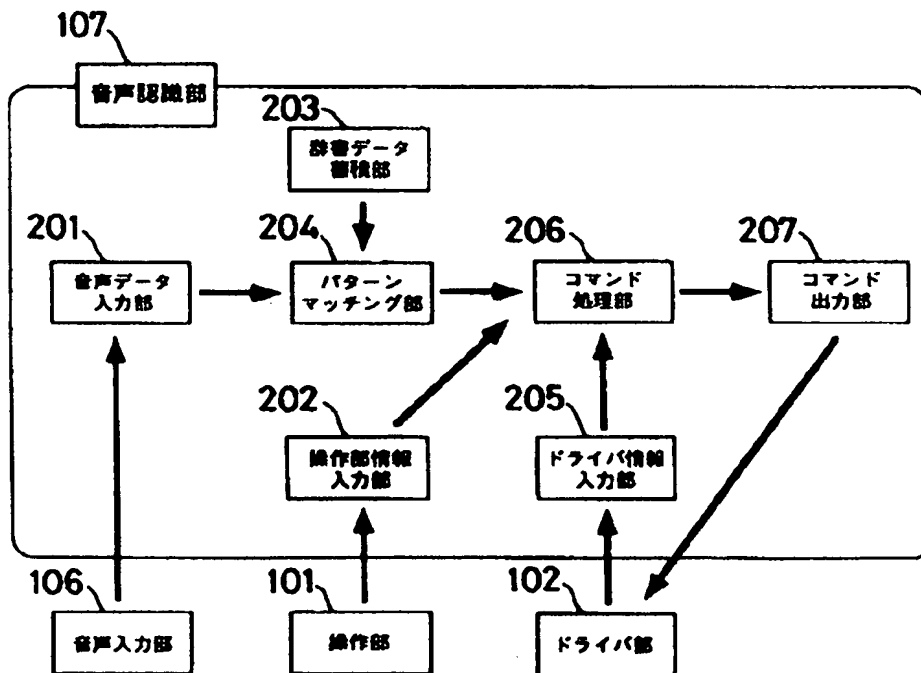 107
音声認識部
203
辞書データ
蓄積部
201
音声データ
入力部
204
パターン
マッチング部
206
コマンド
処理部
207
コマンド
出力部
202
操作部情報
入力部
205
ドライバ情報
入力部
106
音声入力部
101
操作部
102
ドライバ部